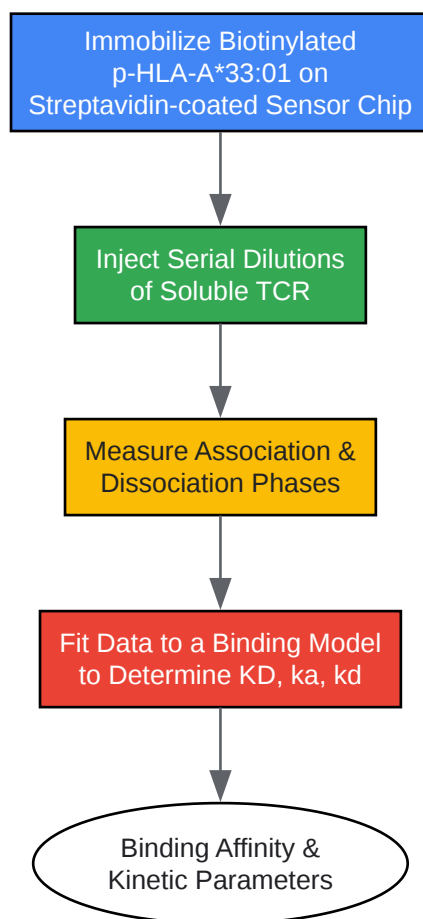 Immobilize Biotinylated
p-HLA-A*33:01 on
Streptavidin-coated Sensor Chip
Inject Serial Dilutions
of Soluble TCR
Measure Association &
Dissociation Phases
Fit Data to a Binding Model
to Determine KD, ka, kd
Binding Affinity &
Kinetic Parameters